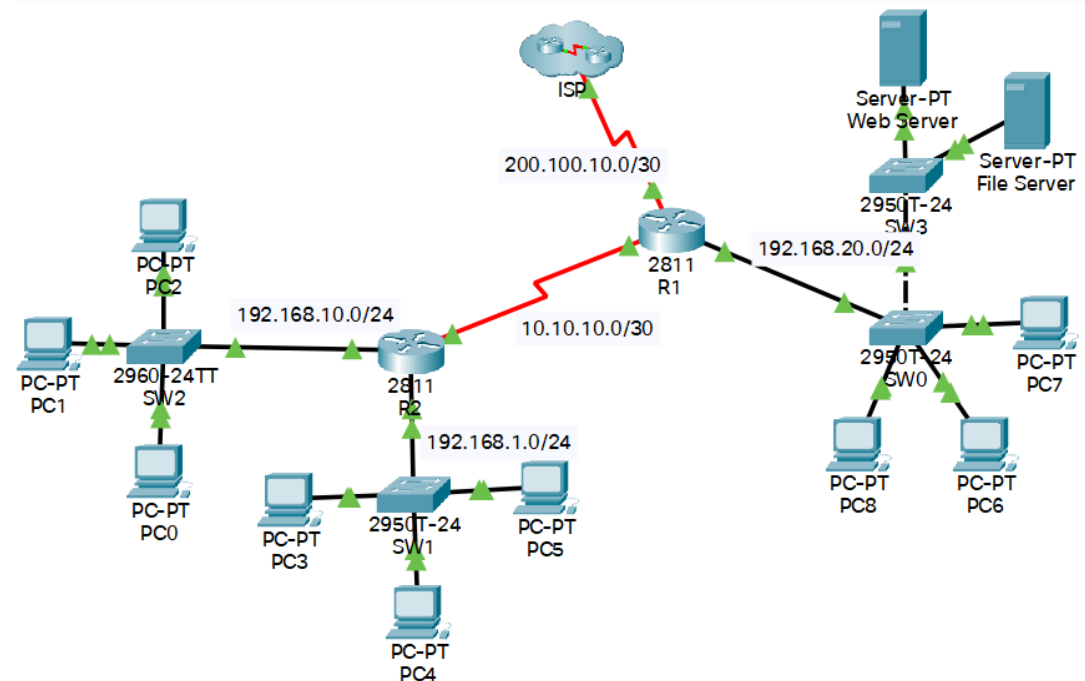 ISP
Server-PT
Web Server
Server-PT
File Server
200.100.10.0/30
2950T-24
SW3
192.168.20.0/24
2811
R1
PC-PT
PC2
192.168.10.0/24
10.10.10.0/30
2960-24TT
SW2
PC-PT
PC1
2811
R2
2950T-24
SW0
PC-PT
PC7
192.168.1.0/24
PC-PT
PC8
PC-PT
PC6
PC-PT
PC0
2950T-24
SW1
PC-PT
PC3
PC-PT
PC5
PC-PT
PC4